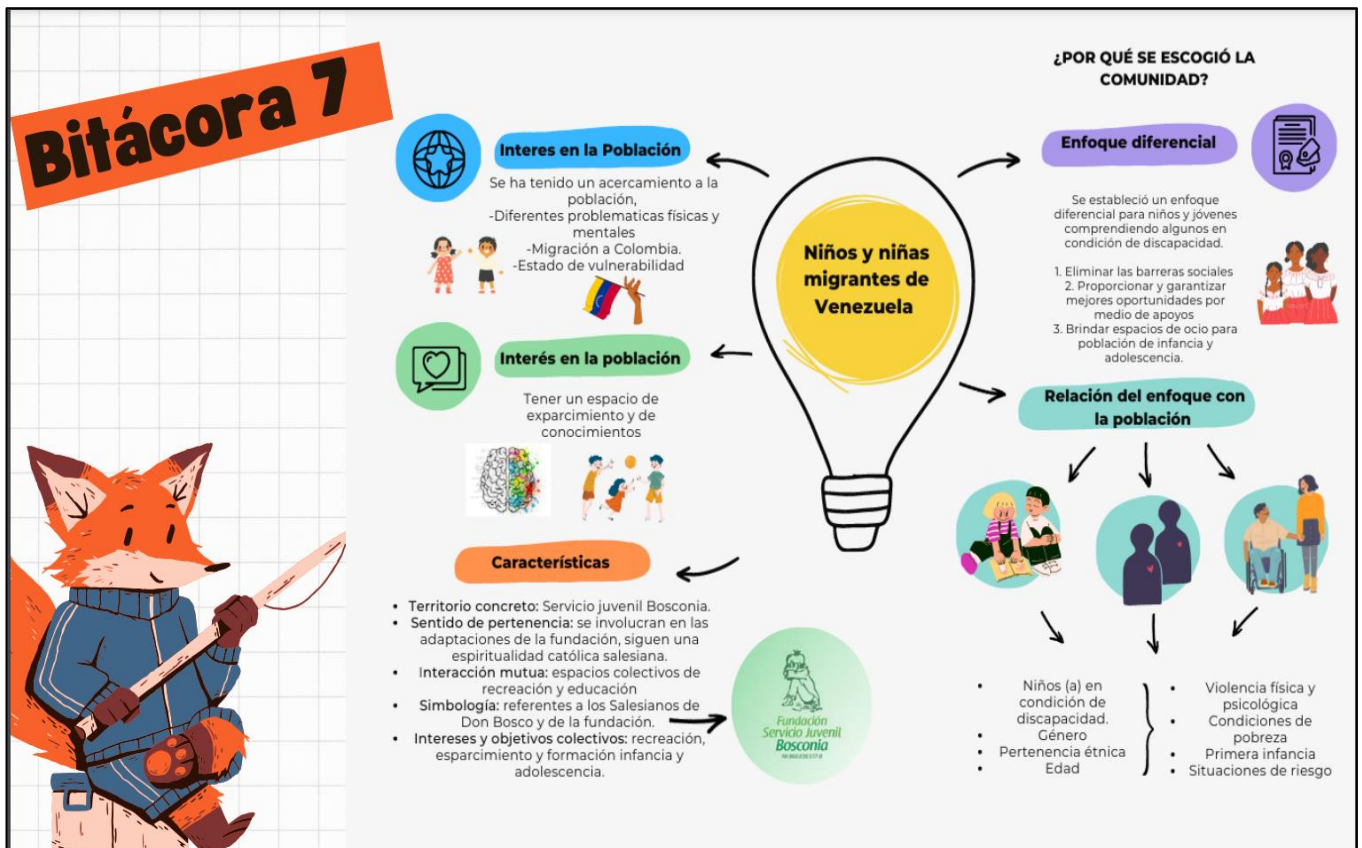 Bitácora 7
Interes en la Población
Se ha tenido un acercamiento a la
población,
-Diferentes problematicas físicas y
mentales
-Migración a Colombia.
-Estado de vulnerabilidad
Interés en la población
Tener un espacio de
exparcimiento y de
conocimientos
Características
• Territorio concreto: Servicio juvenil Bosconia.
• Sentido de pertenencia: se involucran en las
adaptaciones de la fundación, siguen una
espiritualidad católica salesiana.
• Interacción mutua: espacios colectivos de
recreación y educación
• Simbología: referentes a los Salesianos de
Don Bosco y de la fundación.
• Intereses y objetivos colectivos: recreación,
esparcimiento y formación infancia y
adolescencia.
Fundación
Servicio Juvenil
Bosconia
Niños y niñas
migrantes de
Venezuela
¿POR QUÉ SE ESCOGIÓ LA
COMUNIDAD?
Enfoque diferencial
Se estableció un enfoque
diferencial para niños y jóvenes
comprendiendo algunos en
condición de discapacidad.
1. Eliminar las barreras sociales
2. Proporcionar y garantizar
mejores oportunidades por
medio de apoyos
3. Brindar espacios de ocio para
población de infancia y
adolescencia.
Relación del enfoque con
la población
• Niños (a) en
condición de
discapacidad.
• Género
• Pertenencia étnica
• Edad
• Violencia física y
psicológica
• Condiciones de
pobreza
• Primera infancia
• Situaciones de riesgo